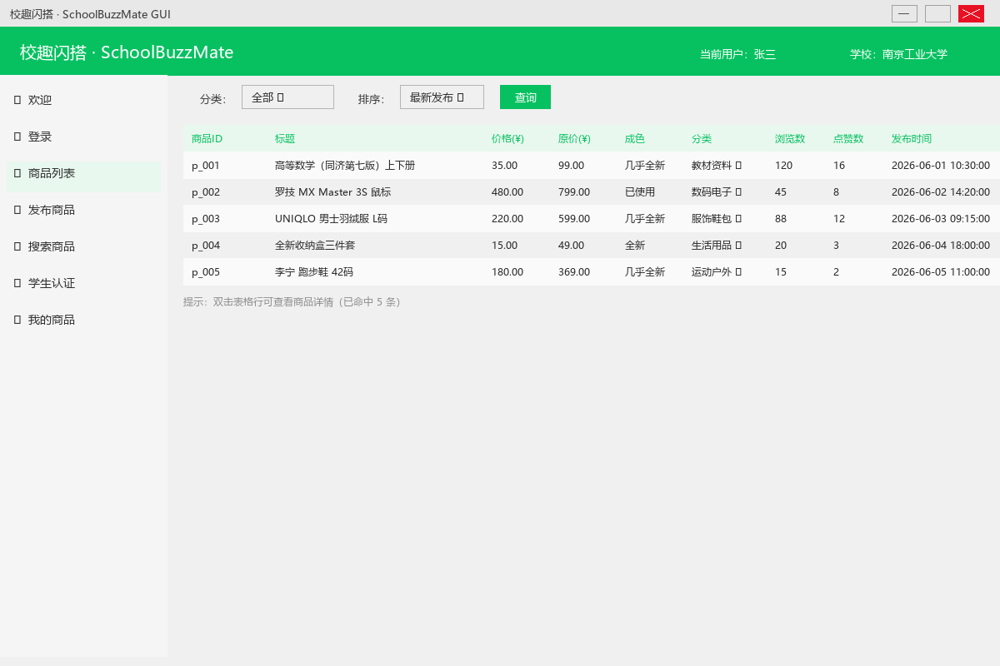 校趣闪搭 · SchoolBuzzMate GUI
校趣闪搭 · SchoolBuzzMate 当前用户：张三 学校：南京工业大学
欢迎
登录
商品列表
发布商品
搜索商品
学生认证
我的商品
分类： 全部 排序： 最新发布 查询
商品ID 标题 价格(¥) 原价(¥) 成色 分类 浏览数 点赞数 发布时间
p_001 高等数学（同济第七版）上下册 35.00 99.00 几乎全新 教材资料 120 16 2026-06-01 10:30:00
p_002 罗技 MX Master 3S 鼠标 480.00 799.00 已使用 数码电子 45 8 2026-06-02 14:20:00
p_003 UNIQLO 男士羽绒服 L码 220.00 599.00 几乎全新 服饰鞋包 88 12 2026-06-03 09:15:00
p_004 全新收纳盒三件套 15.00 49.00 全新 生活用品 20 3 2026-06-04 18:00:00
p_005 李宁 跑步鞋 42码 180.00 369.00 几乎全新 运动户外 15 2 2026-06-05 11:00:00
提示：双击表格行可查看商品详情（已命中 5 条）